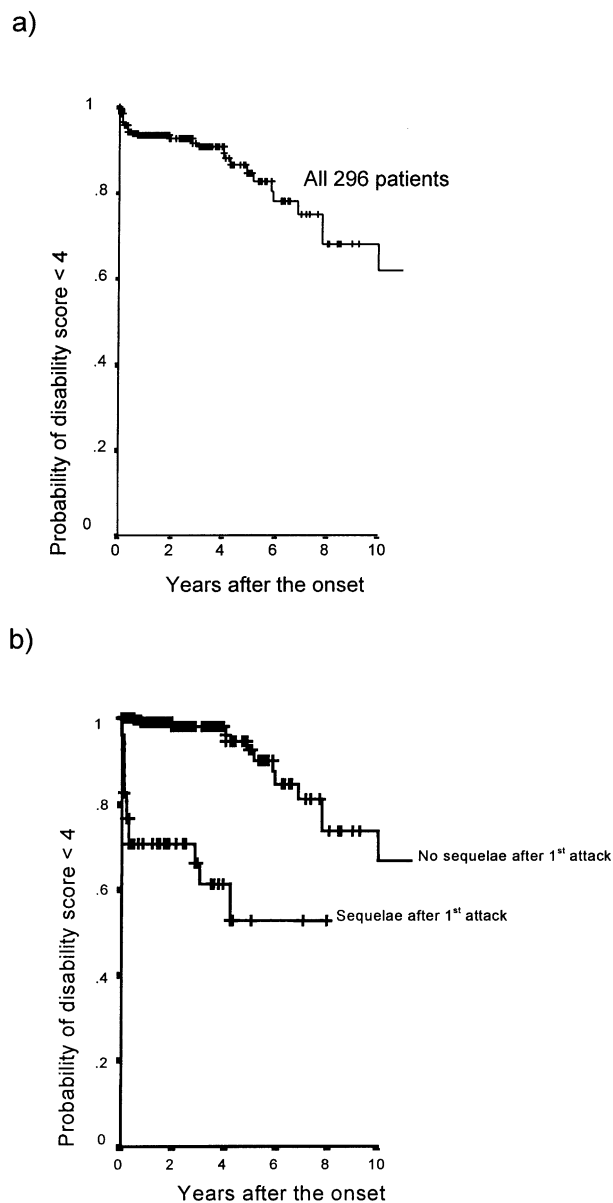 a)
1
.8
.6
.4
.2
0
Probability of disability score < 4
All 296 patients
0 2 4 6 8 10
Years after the onset
b)
1
.8
.6
.4
.2
0
Probability of disability score < 4
No sequelae after 1st attack
Sequelae after 1st attack
0 2 4 6 8 10
Years after the onset